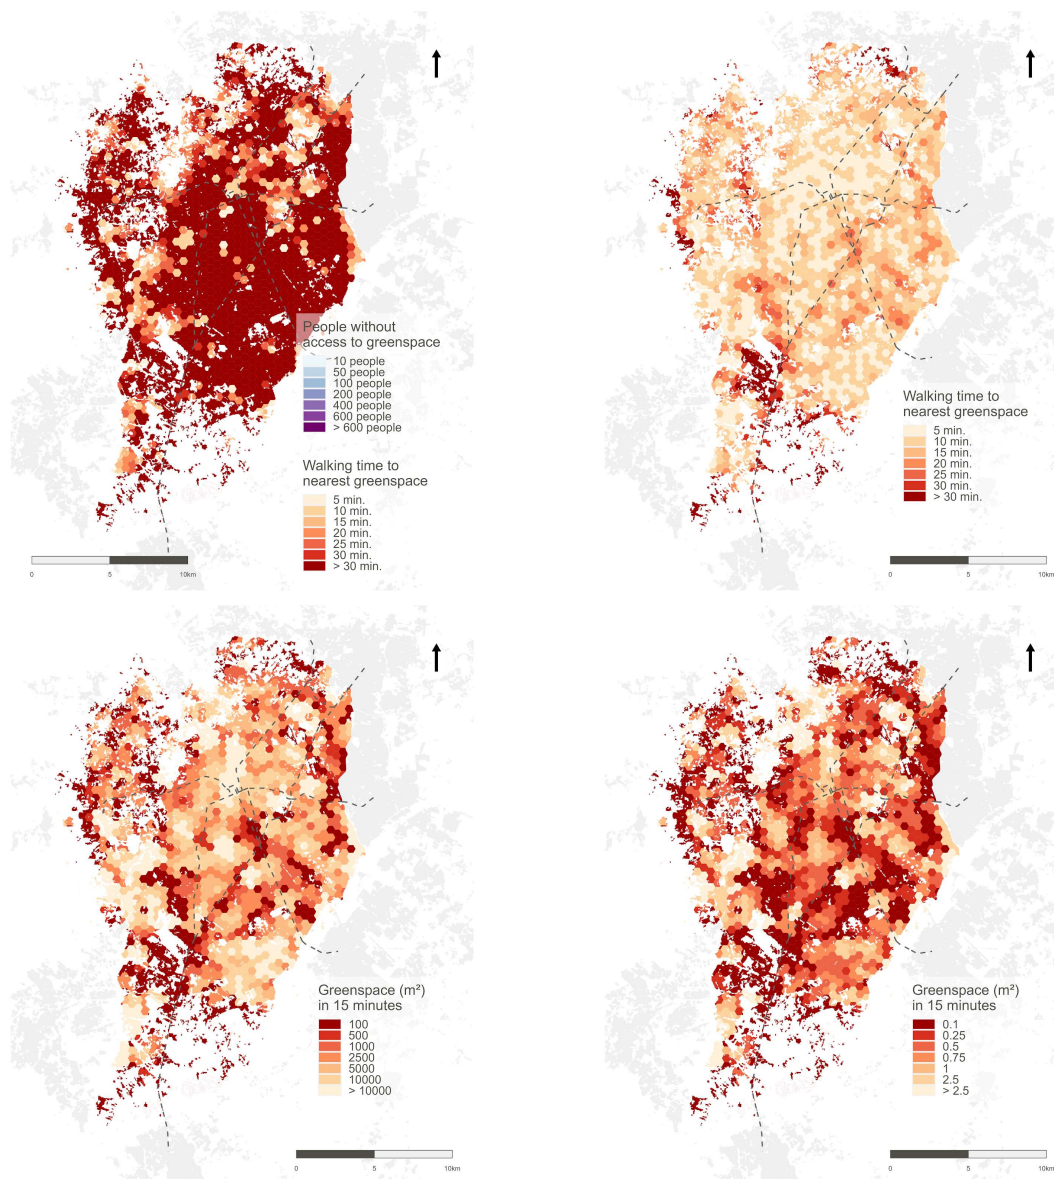 People without
access to greenspace
10 people
50 people
100 people
200 people
400 people
600 people
> 600 people
Walking time to
nearest greenspace
5 min.
10 min.
15 min.
20 min.
25 min.
30 min.
> 30 min.
0 5 10km
Walking time to
nearest greenspace
5 min.
10 min.
15 min.
20 min.
25 min.
30 min.
> 30 min.
0 5 10km
Greenspace (m²)
in 15 minutes
100
500
1000
2500
5000
10000
> 10000
0 5 10km
Greenspace (m²)
in 15 minutes
0.1
0.25
0.5
0.75
1
2.5
> 2.5
0 5 10km